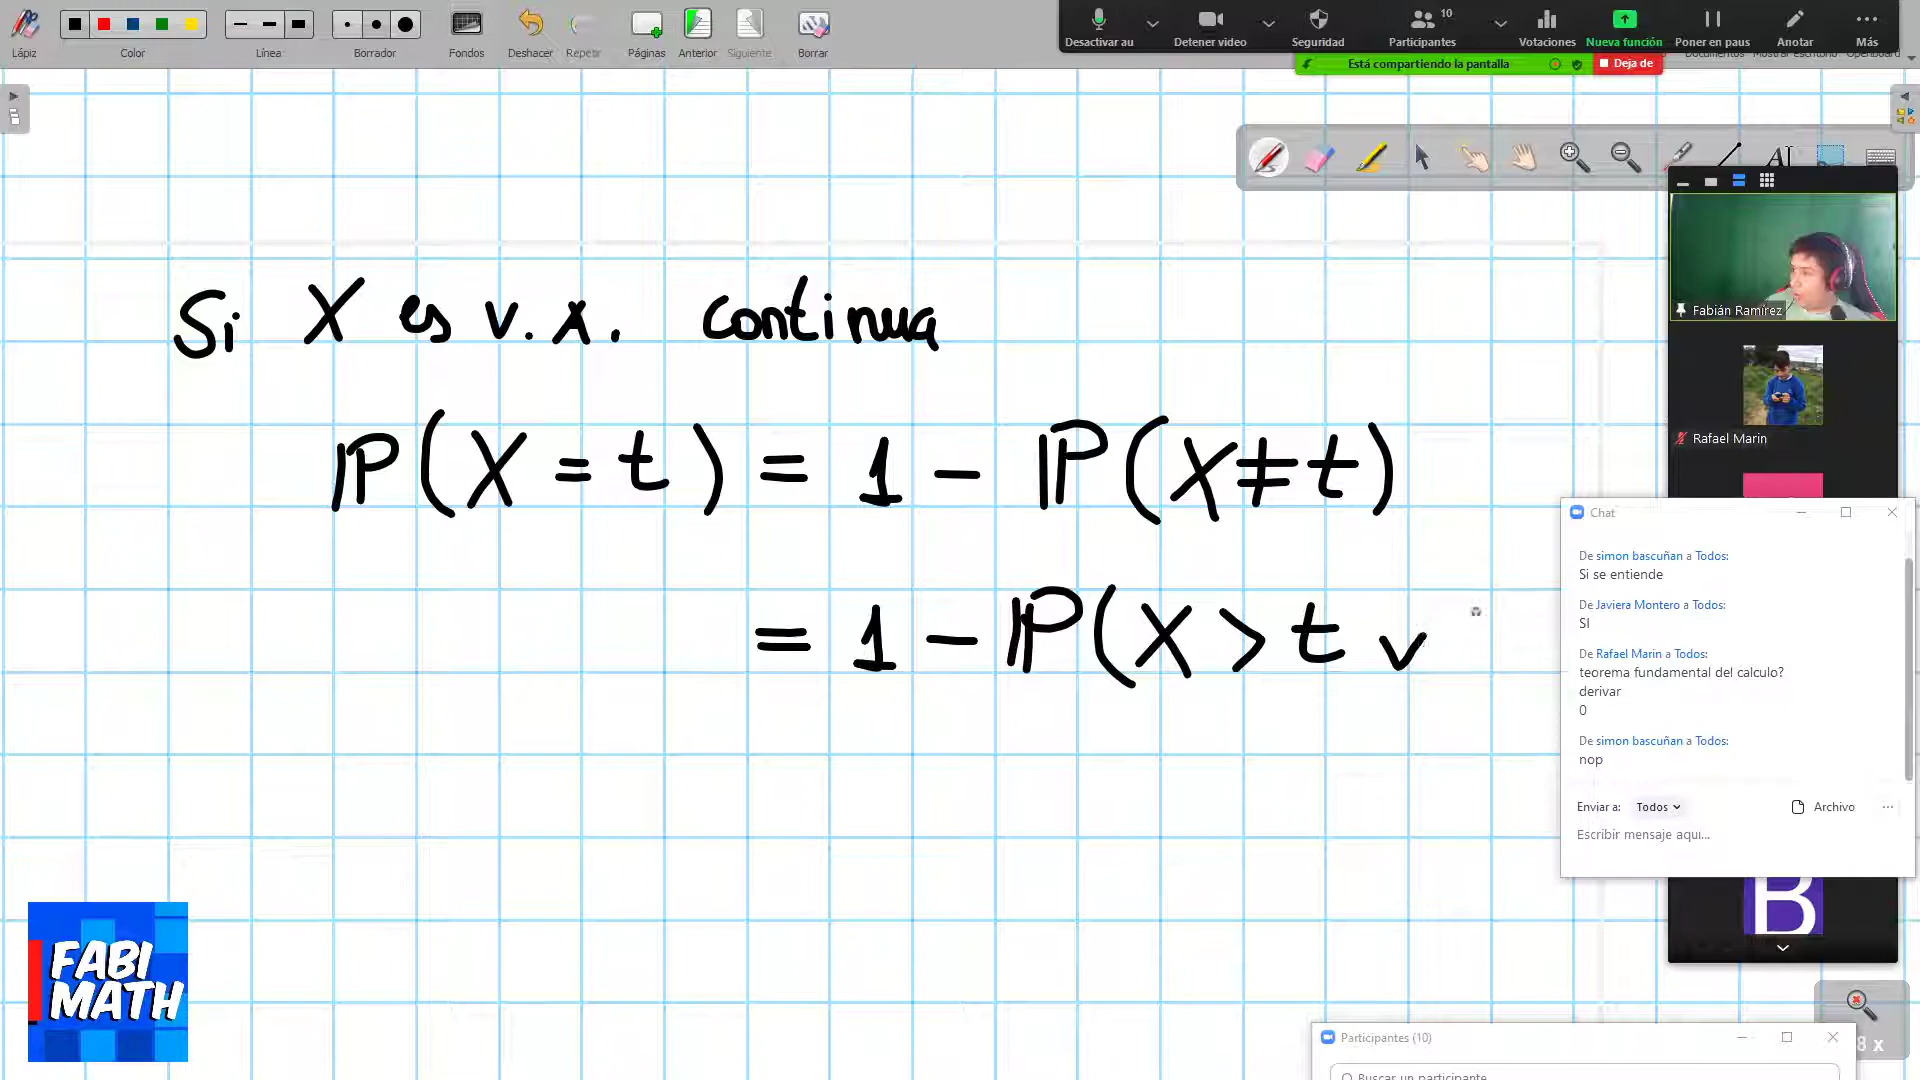 Lápiz
Color
Línea
Borrador
Fondos
Deshacer
Repetir
Páginas
Anterior
Siguiente
Borrar
Desactivar au
Detener video
Seguridad
Participantes
10
Votaciones
Nueva función
Poner en paus
Anotar
Más
Está compartiendo la pantalla
Deja de
Si X es v.a. continua
ℙ(X = t) = 1 - ℙ(X ≠ t)
= 1 - ℙ(X > t ∨
Fabián Ramírez
Rafael Marin
Chat
De simon bascuñan a Todos:
Si se entiende
De Javiera Montero a Todos:
SI
De Rafael Marin a Todos:
teorema fundamental del calculo?
derivar
0
De simon bascuñan a Todos:
nop
Enviar a: Todos
Archivo
Escribir mensaje aquí...
B
FABI
MATH
Participantes (10)
Buscar un participante
8 x